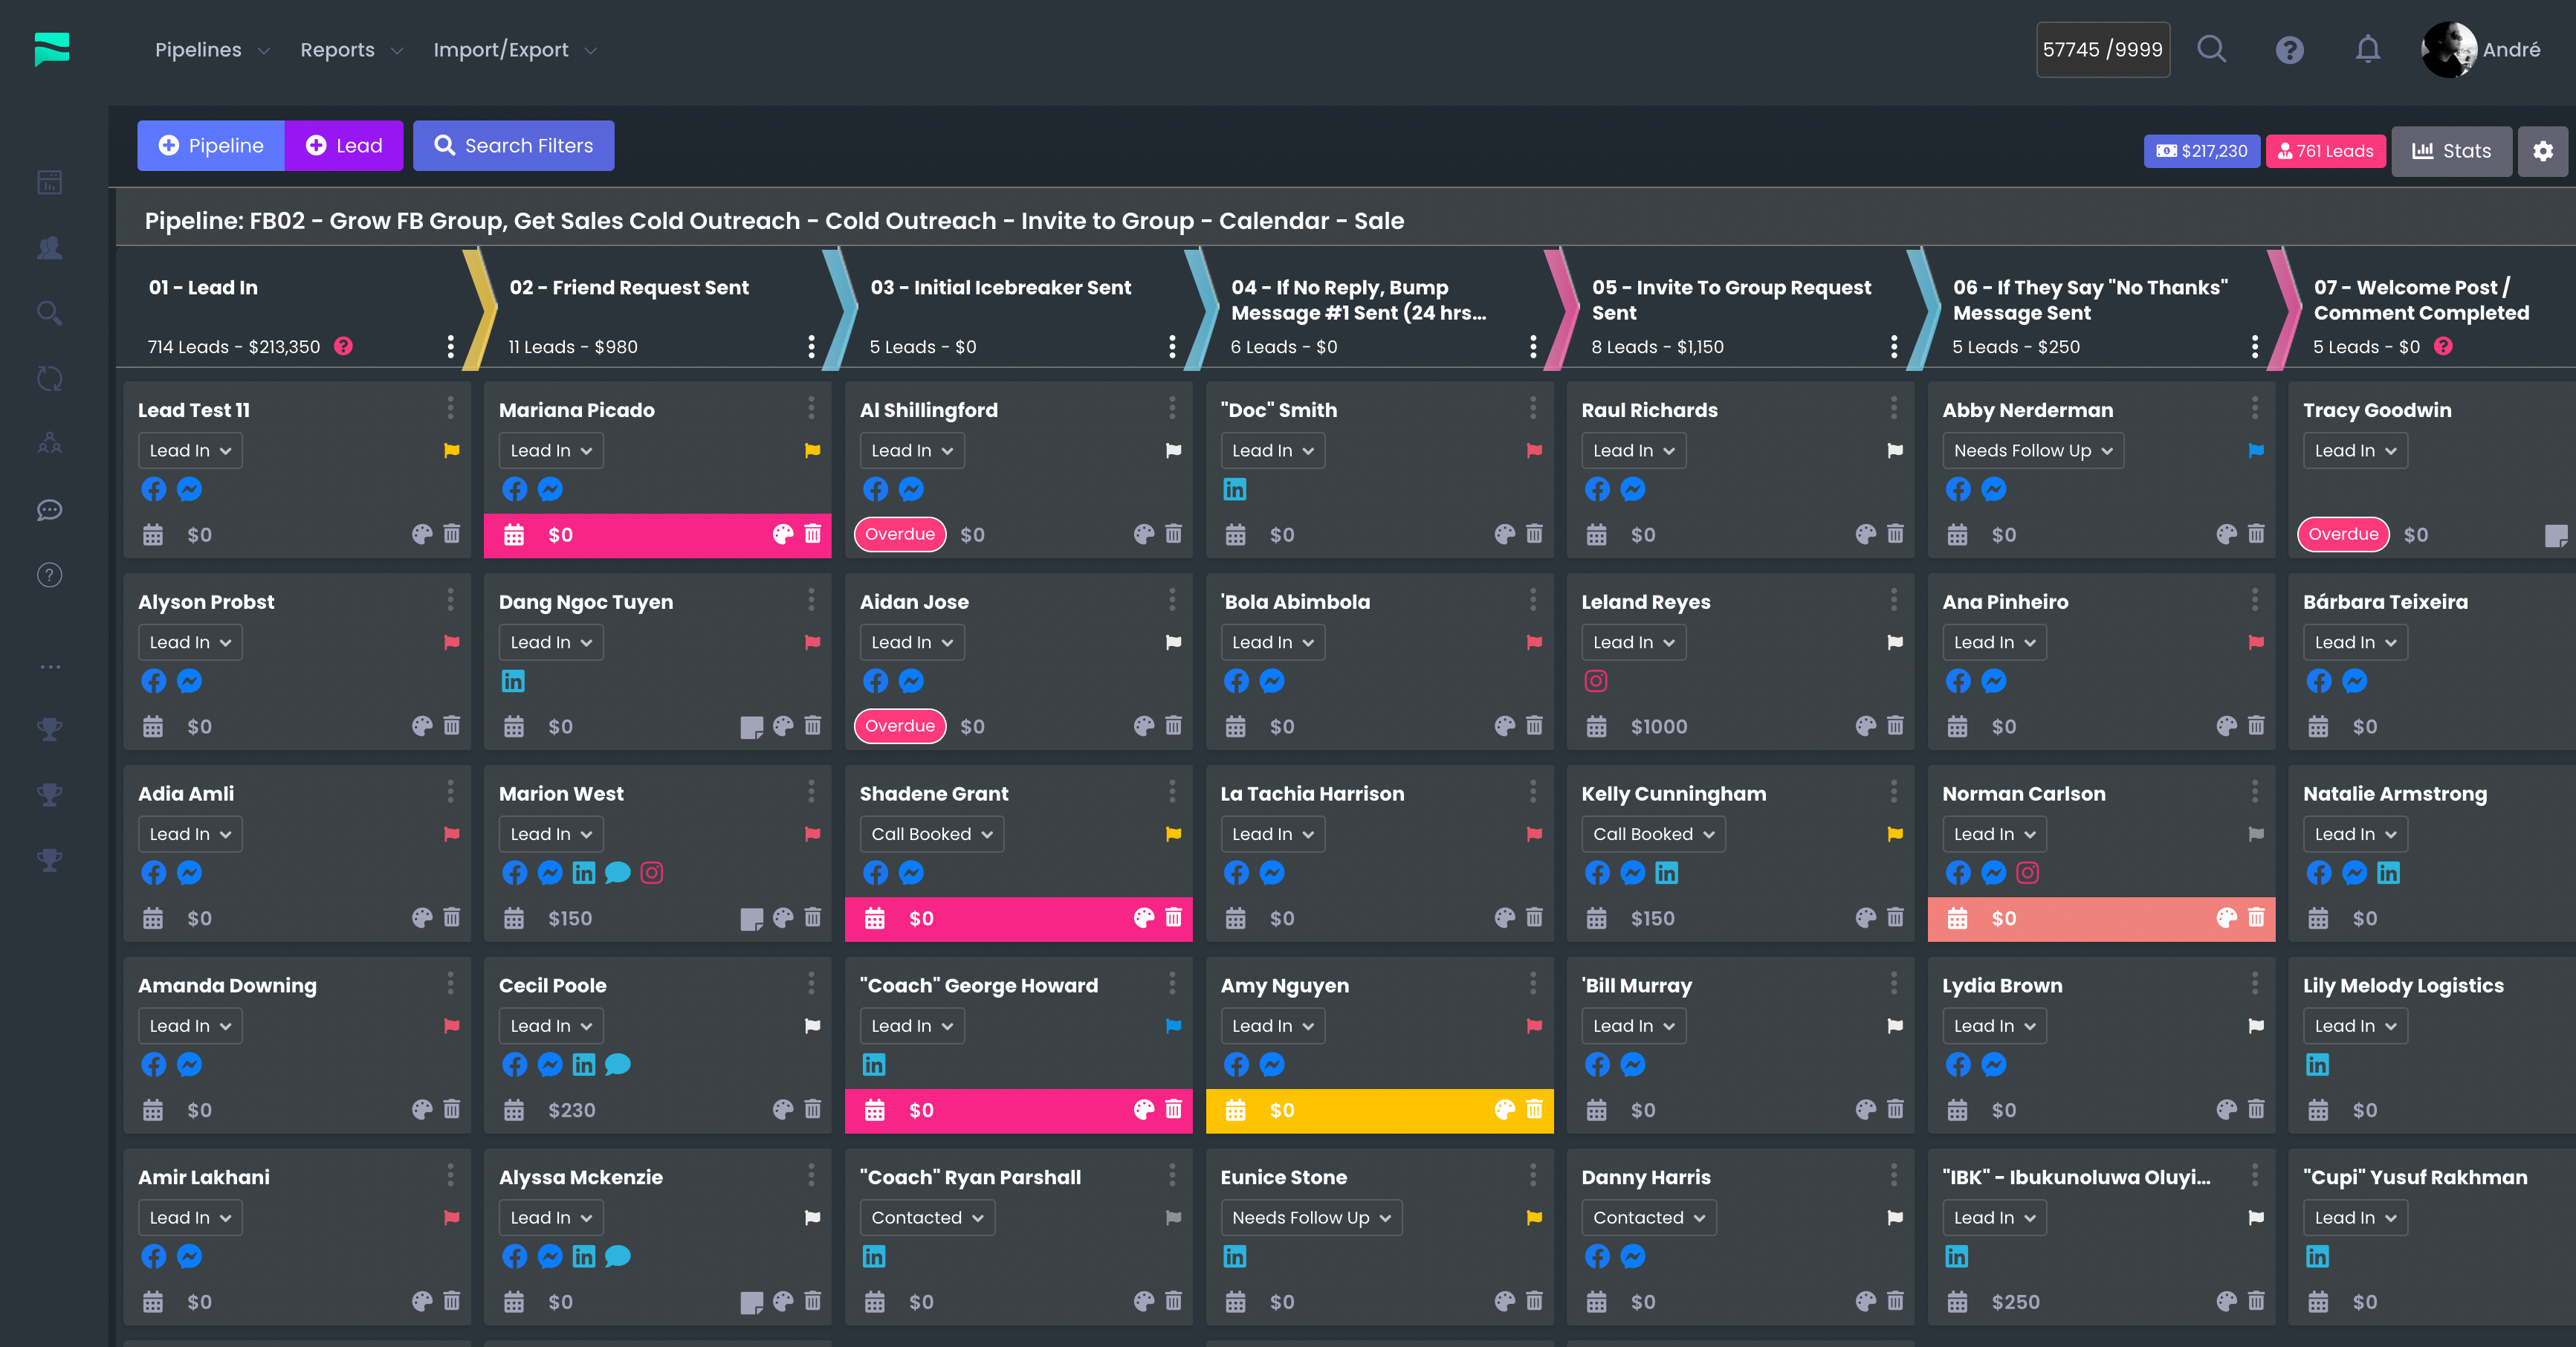 Pipelines Reports Import/Export 57745 /9999 André
Pipeline Lead Search Filters $217,230 761 Leads Stats
Pipeline: FB02 - Grow FB Group, Get Sales Cold Outreach - Cold Outreach - Invite to Group - Calendar - Sale
01 - Lead In
714 Leads - $213,350
02 - Friend Request Sent
11 Leads - $980
03 - Initial Icebreaker Sent
5 Leads - $0
04 - If No Reply, Bump
Message #1 Sent (24 hrs...
6 Leads - $0
05 - Invite To Group Request
Sent
8 Leads - $1,150
06 - If They Say "No Thanks"
Message Sent
5 Leads - $250
07 - Welcome Post /
Comment Completed
5 Leads - $0
Lead Test 11
Lead In
$0
Alyson Probst
Lead In
$0
Adia Amli
Lead In
$0
Amanda Downing
Lead In
$0
Amir Lakhani
Lead In
$0
Mariana Picado
Lead In
$0
Dang Ngoc Tuyen
Lead In
$0
Marion West
Lead In
$150
Cecil Poole
Lead In
$230
Alyssa Mckenzie
Lead In
$0
Al Shillingford
Lead In
Overdue $0
Aidan Jose
Lead In
Overdue $0
Shadene Grant
Call Booked
$0
"Coach" George Howard
Lead In
$0
"Coach" Ryan Parshall
Contacted
$0
"Doc" Smith
Lead In
$0
'Bola Abimbola
Lead In
$0
La Tachia Harrison
Lead In
$0
Amy Nguyen
Lead In
$0
Eunice Stone
Needs Follow Up
$0
Raul Richards
Lead In
$0
Leland Reyes
Lead In
$1000
Kelly Cunningham
Call Booked
$150
'Bill Murray
Lead In
$0
Danny Harris
Contacted
$0
Abby Nerderman
Needs Follow Up
$0
Ana Pinheiro
Lead In
$0
Norman Carlson
Lead In
$0
Lydia Brown
Lead In
$0
"IBK" - Ibukunoluwa Oluyi...
Lead In
$250
Tracy Goodwin
Lead In
Overdue $0
Bárbara Teixeira
Lead In
$0
Natalie Armstrong
Lead In
$0
Lily Melody Logistics
Lead In
$0
"Cupi" Yusuf Rakhman
Lead In
$0